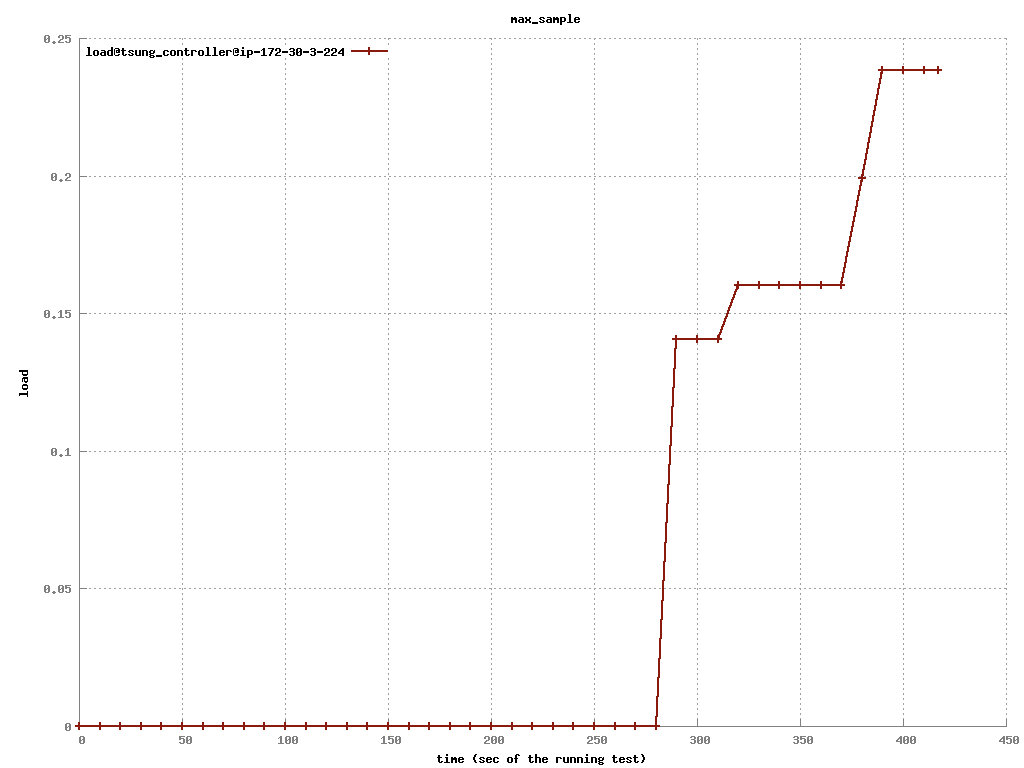 max_sample
load@tsung_controller@ip-172-30-3-224
0.25
0.2
0.15
0.1
0.05
0
load
0 50 100 150 200 250 300 350 400 450
time (sec of the running test)